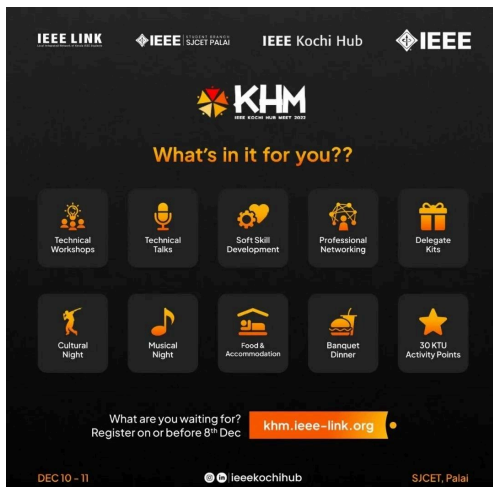 IEEE LINK
IEEE STUDENT BRANCH
SJCET PALAI
IEEE Kochi Hub
IEEE
KHM
IEEE KOCHI HUB MEET 2022
What's in it for you??
Technical
Workshops
Technical
Talks
Soft Skill
Development
Professional
Networking
Delegate
Kits
Cultural
Night
Musical
Night
Food &
Accommodation
Banquet
Dinner
30 KTU
Activity Points
What are you waiting for?
Register on or before 8th Dec
khm.ieee-link.org
DEC 10 - 11
ieeekochihub
SJCET, Palai